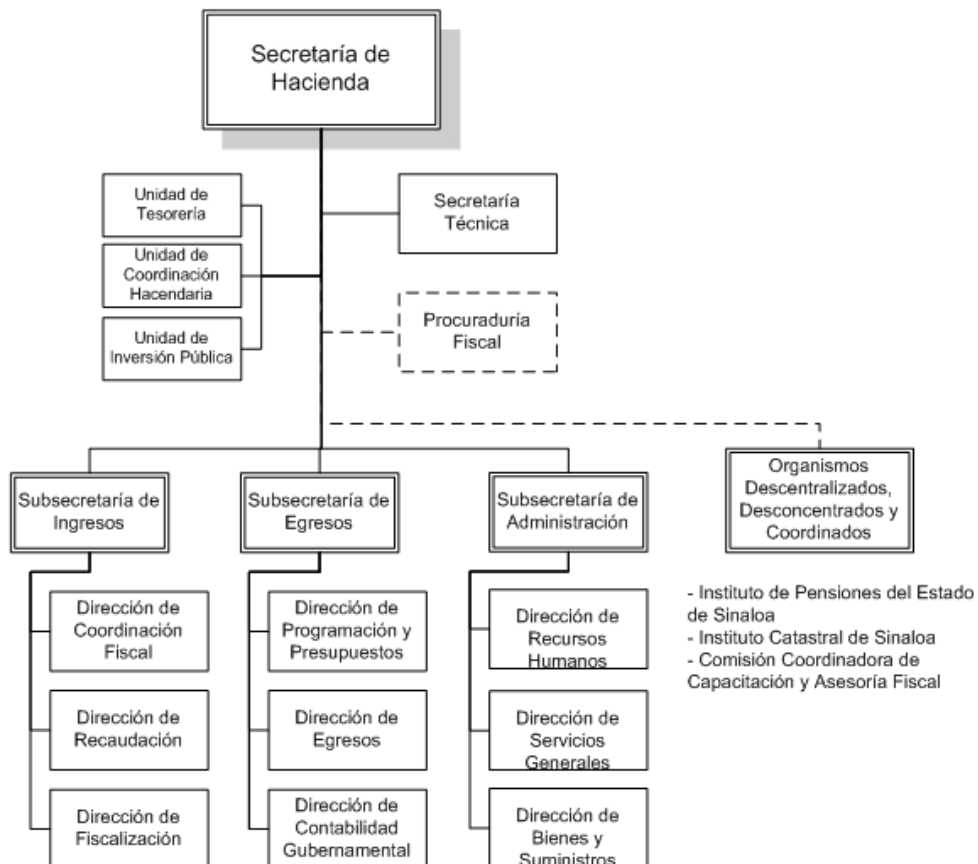 Secretaría de
Hacienda
Unidad de
Tesorería
Secretaría
Técnica
Unidad de
Coordinación
Hacendaria
Procuraduría
Fiscal
Unidad de
Inversión Pública
Subsecretaría de
Ingresos
Subsecretaría de
Egresos
Subsecretaría de
Administración
Organismos
Descentralizados,
Desconcentrados y
Coordinados
Dirección de
Coordinación
Fiscal
Dirección de
Programación y
Presupuestos
Dirección de
Recursos
Humanos
- Instituto de Pensiones del Estado
de Sinaloa
- Instituto Catastral de Sinaloa
- Comisión Coordinadora de
Capacitación y Asesoría Fiscal
Dirección de
Recaudación
Dirección de
Egresos
Dirección de
Servicios
Generales
Dirección de
Fiscalización
Dirección de
Contabilidad
Gubernamental
Dirección de
Bienes y
Suministros